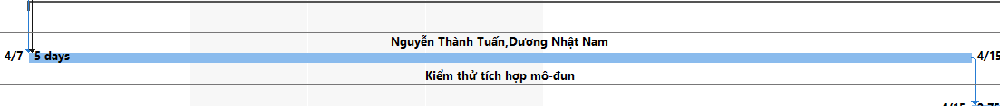 Nguyễn Thành Tuấn,Dương Nhật Nam
4/7 5 days 4/15
Kiểm thử tích hợp mô-đun